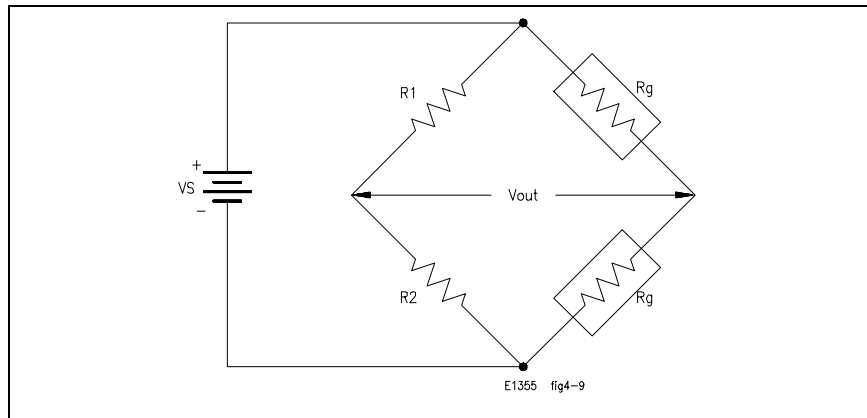 R1
Rg
+
VS
-
Vout
R2
Rg
E1355 fig4-9